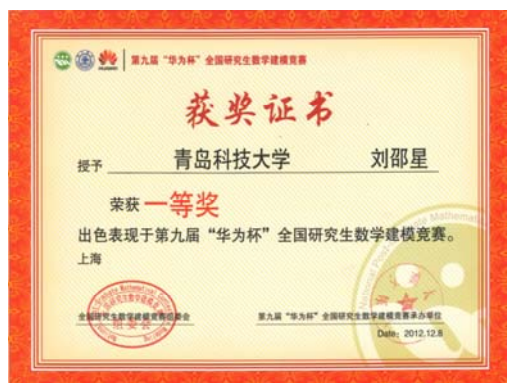 HUAWEI 第九届“华为杯”全国研究生数学建模竞赛
获奖证书
授予 青岛科技大学 刘邵星
荣获 一等奖
出色表现于第九届“华为杯”全国研究生数学建模竞赛。
上海
全国研究生数学建模竞赛组委会 第九届“华为杯”全国研究生数学建模竞赛承办单位
Date: 2012.12.8